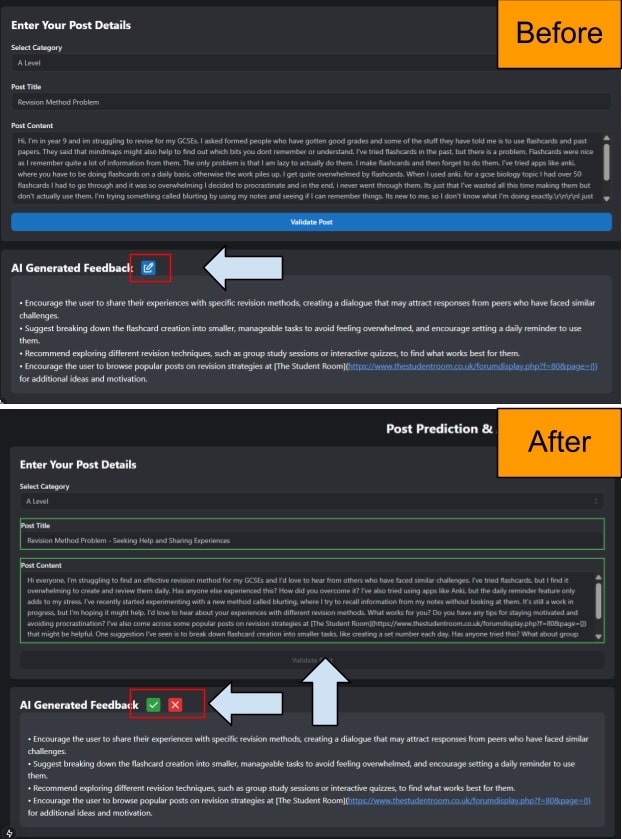 Before
Enter Your Post Details
Select Category
A Level
Post Title
Revision Method Problem
Post Content
Hi, I'm in year 9 and im struggling to revise for my GCSEs. I asked formed people who have gotten good grades and some of the stuff they have told me is to use flashcards and past
papers. They said that mindmaps might also help to find out which bits you dont remember or understand. I've tried flashcards in the past, but there is a problem. Flashcards were nice
as I remember quite a lot of information from them. The only problem is that I am lazy to actually do them. I make flashcards and then forget to do them. I've tried apps like anki,
where you have to be doing flashcards on a daily basis, otherwise the work piles up. I get quite overwhelmed by flashcards. When I used anki, for a gcse biology topic I had over 50
flashcards I had to go through and it was so overwhelming I decided to procrastinate and in the end, i never went through them. Its just that I've wasted all this time making them but
don't actually use them. I'm trying something called blurting by using my notes and seeing if I can remember things. Its new to me, so I don't know what I'm doing exactly.\r\n\r\nI just
Validate Post
AI Generated Feedback
• Encourage the user to share their experiences with specific revision methods, creating a dialogue that may attract responses from peers who have faced similar
challenges.
• Suggest breaking down the flashcard creation into smaller, manageable tasks to avoid feeling overwhelmed, and encourage setting a daily reminder to use
them.
• Recommend exploring different revision techniques, such as group study sessions or interactive quizzes, to find what works best for them.
• Encourage the user to browse popular posts on revision strategies at [The Student Room](https://www.thestudentroom.co.uk/forumdisplay.php?f=80&page={})
for additional ideas and motivation.
Post Prediction &
After
Enter Your Post Details
Select Category
A Level
Post Title
Revision Method Problem - Seeking Help and Sharing Experiences
Post Content
Hi everyone, I'm struggling to find an effective revision method for my GCSEs and I'd love to hear from others who have faced similar challenges. I've tried flashcards, but I find it
overwhelming to create and review them daily. Has anyone else experienced this? How did you overcome it? I've also tried using apps like Anki, but the daily reminder feature only
adds to my stress. I've recently started experimenting with a new method called blurting, where I try to recall information from my notes without looking at them. It's still a work in
progress, but I'm hoping it might help. I'd love to hear about your experiences with different revision methods. What works for you? Do you have any tips for staying motivated and
avoiding procrastination? I've also come across some popular posts on revision strategies at [The Student Room](https://www.thestudentroom.co.uk/forumdisplay.php?f=80&page={})
that might be helpful. One suggestion I've seen is to break down flashcard creation into smaller tasks, like creating a set number each day. Has anyone tried this? What about group
Validate
AI Generated Feedback
• Encourage the user to share their experiences with specific revision methods, creating a dialogue that may attract responses from peers who have faced similar
challenges.
• Suggest breaking down the flashcard creation into smaller, manageable tasks to avoid feeling overwhelmed, and encourage setting a daily reminder to use
them.
• Recommend exploring different revision techniques, such as group study sessions or interactive quizzes, to find what works best for them.
• Encourage the user to browse popular posts on revision strategies at [The Student Room](https://www.thestudentroom.co.uk/forumdisplay.php?f=80&page={})
for additional ideas and motivation.